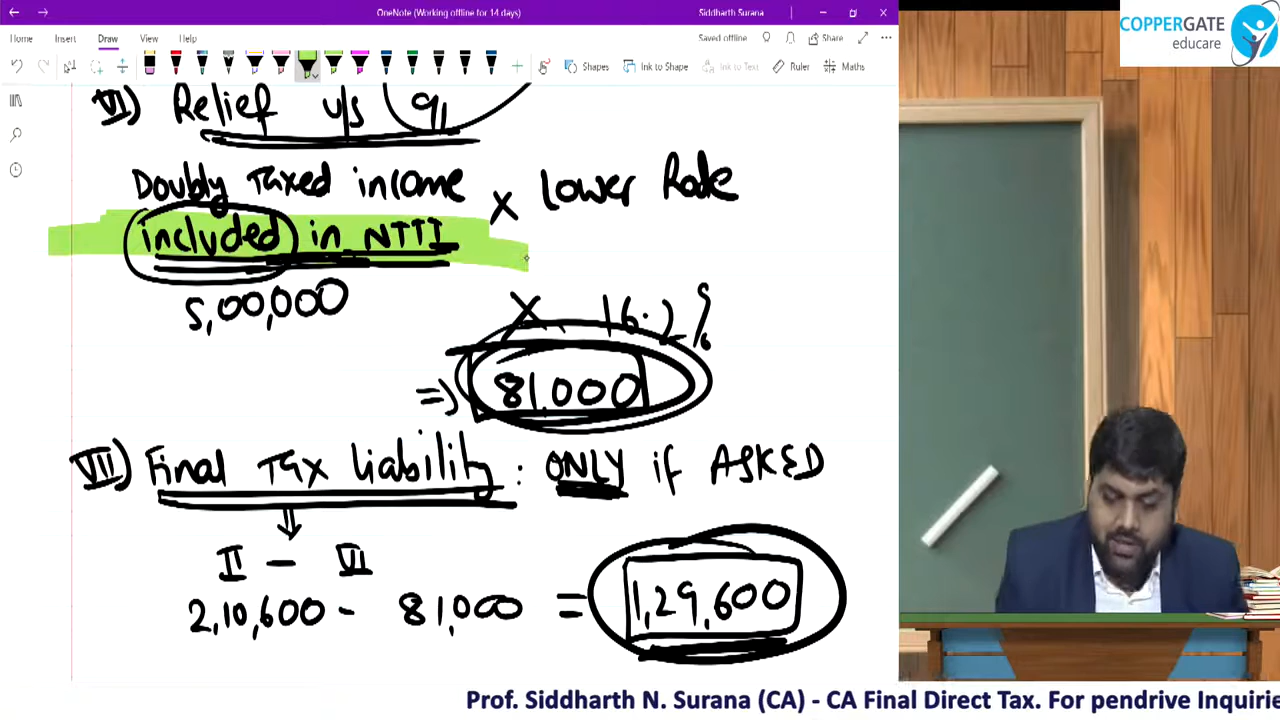 OneNote (Working offline for 14 days)
Siddharth Surana
COPPERGATE
educare
Home Insert Draw View Help
Saved offline
Share
Shapes
Ink to Shape
Ink to Text
Ruler
Maths
VI) Relief u/s 91
Doubly Taxed income × Lower Rate
included in NTTI
5,00,000 × 16.2%
=) 81,000
VII) Final Tax Liability : ONLY if ASKED
II - VI
2,10,600 - 81,000 = 1,29,600
Prof. Siddharth N. Surana (CA) - CA Final Direct Tax. For pendrive Inquirie